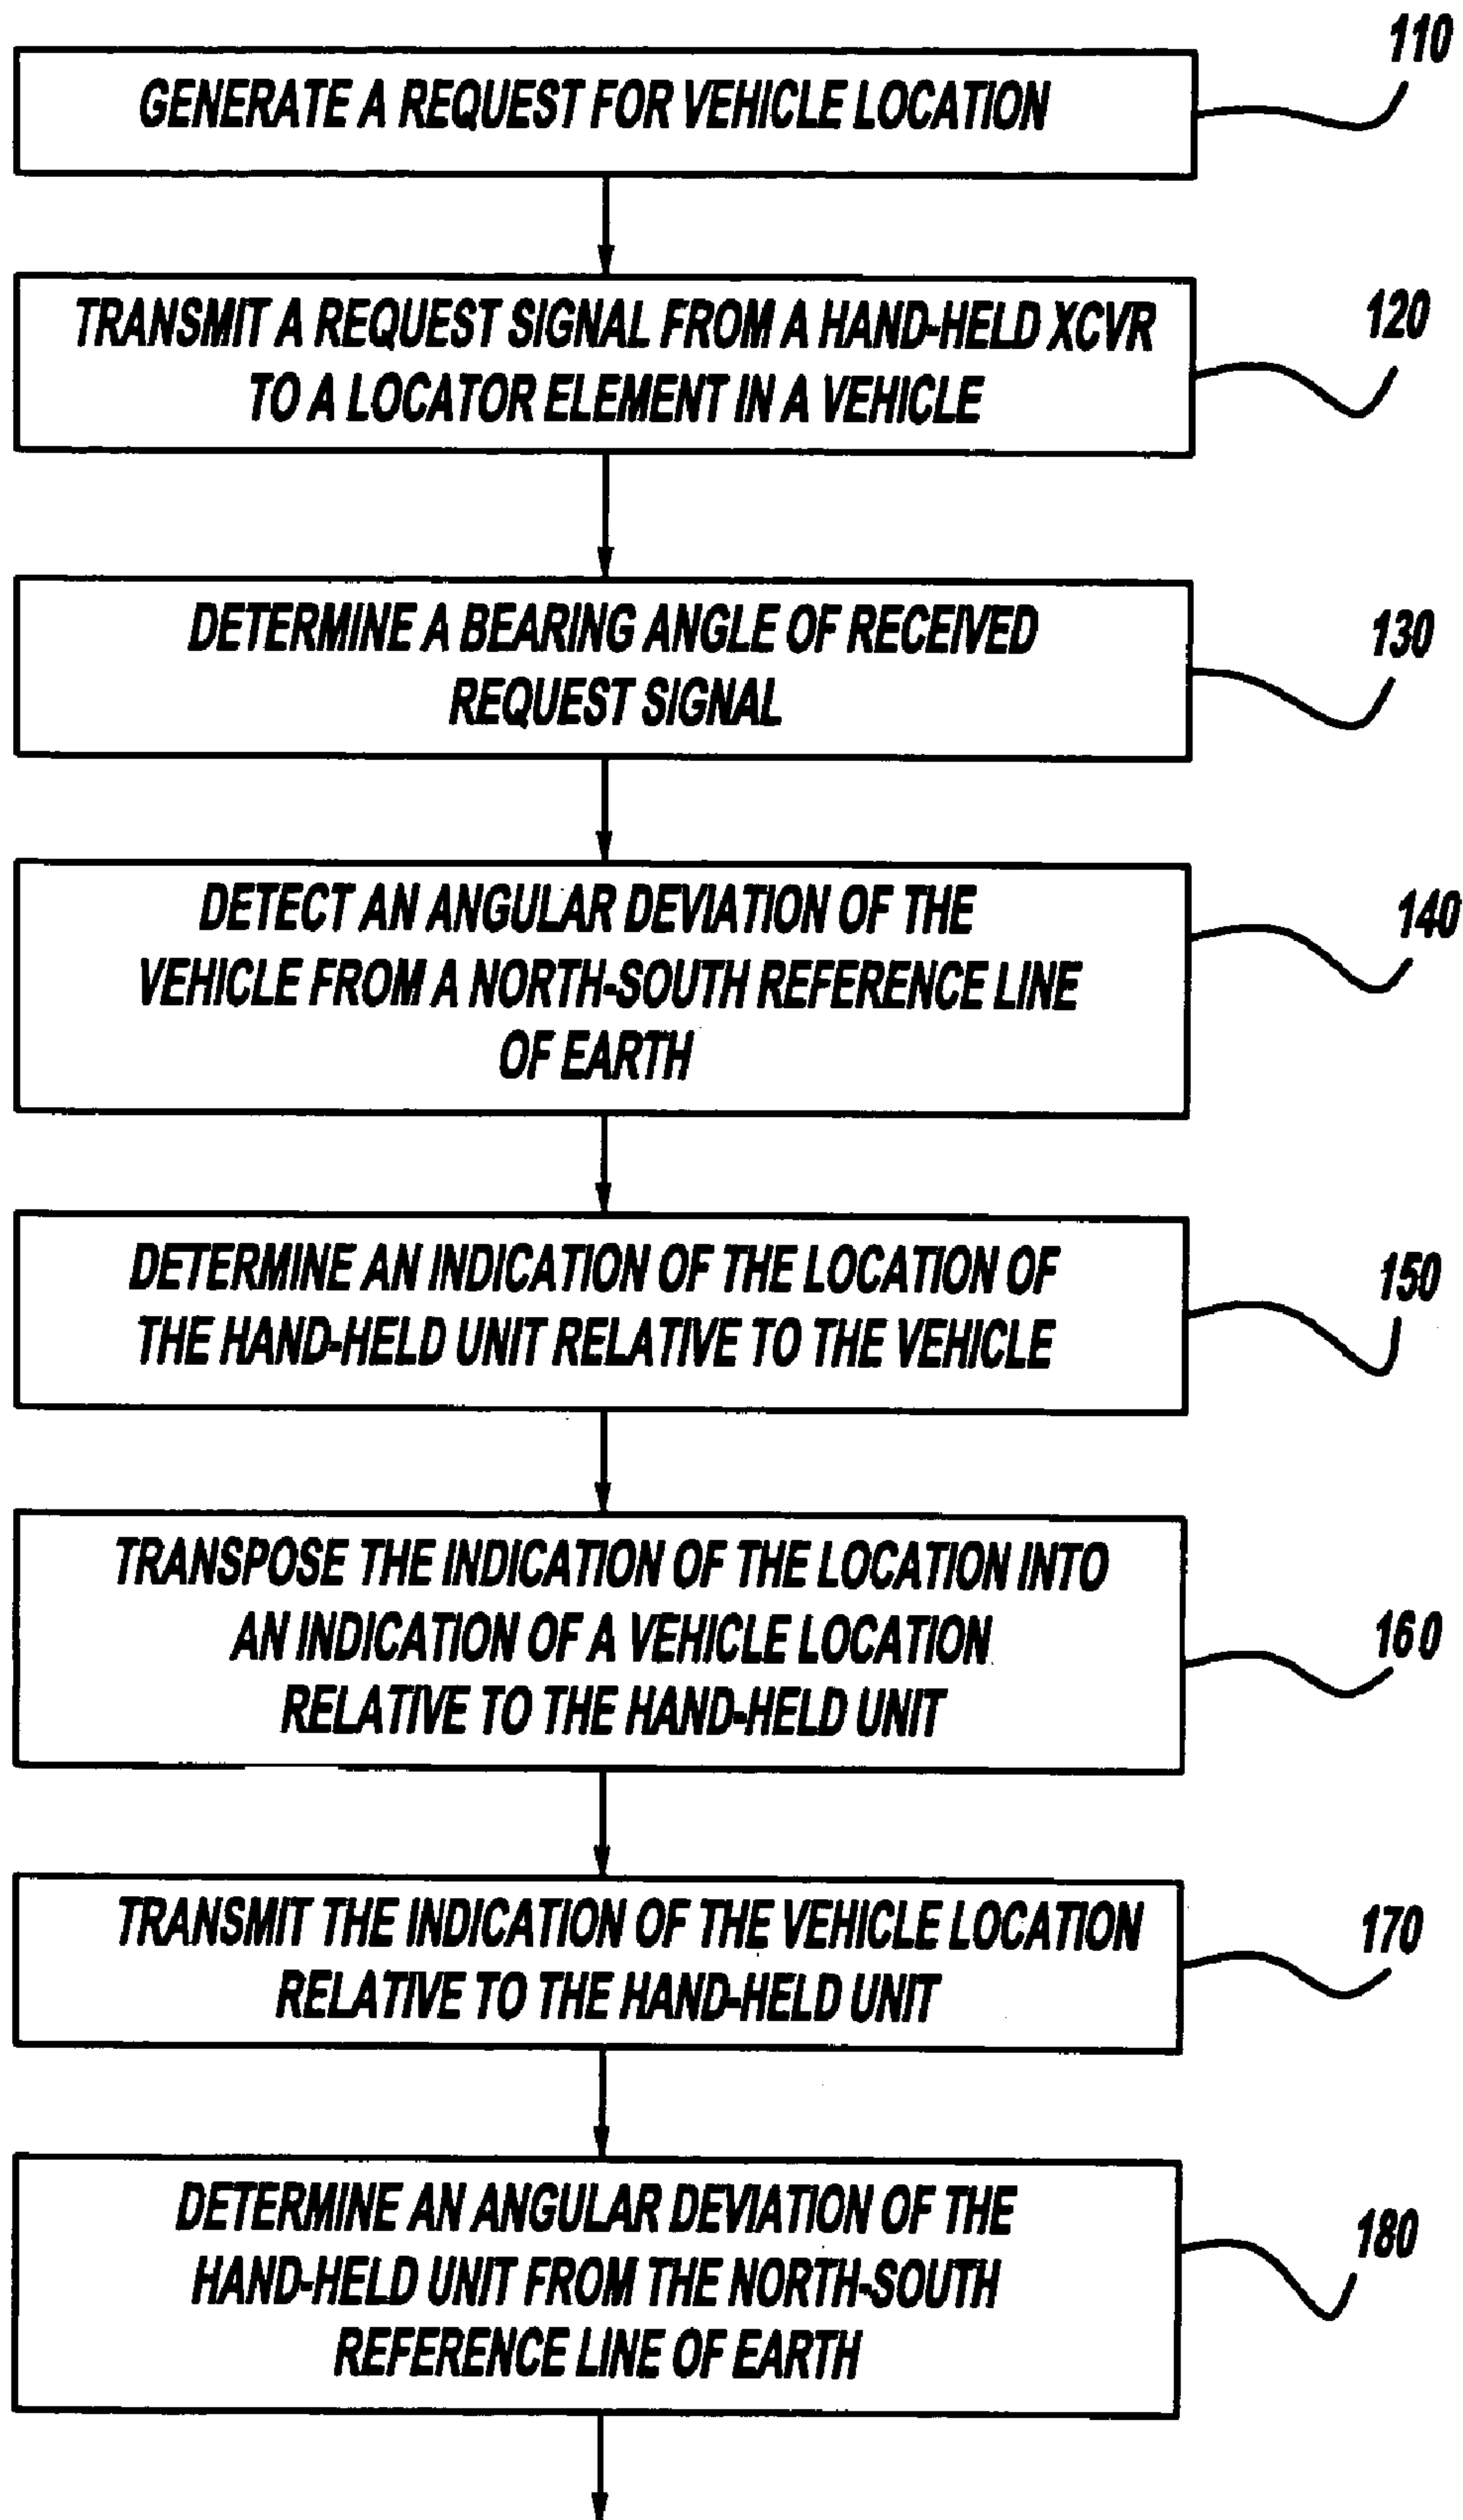 110
GENERATE A REQUEST FOR VEHICLE LOCATION
TRANSMIT A REQUEST SIGNAL FROM A HAND-HELD XCVR
TO A LOCATOR ELEMENT IN A VEHICLE
120
DETERMINE A BEARING ANGLE OF RECEIVED
REQUEST SIGNAL
130
DETECT AN ANGULAR DEVIATION OF THE
VEHICLE FROM A NORTH-SOUTH REFERENCE LINE
OF EARTH
140
DETERMINE AN INDICATION OF THE LOCATION OF
THE HAND-HELD UNIT RELATIVE TO THE VEHICLE
150
TRANSPOSE THE INDICATION OF THE LOCATION INTO
AN INDICATION OF A VEHICLE LOCATION
RELATIVE TO THE HAND-HELD UNIT
160
TRANSMIT THE INDICATION OF THE VEHICLE LOCATION
RELATIVE TO THE HAND-HELD UNIT
170
DETERMINE AN ANGULAR DEVIATION OF THE
HAND-HELD UNIT FROM THE NORTH-SOUTH
REFERENCE LINE OF EARTH
180